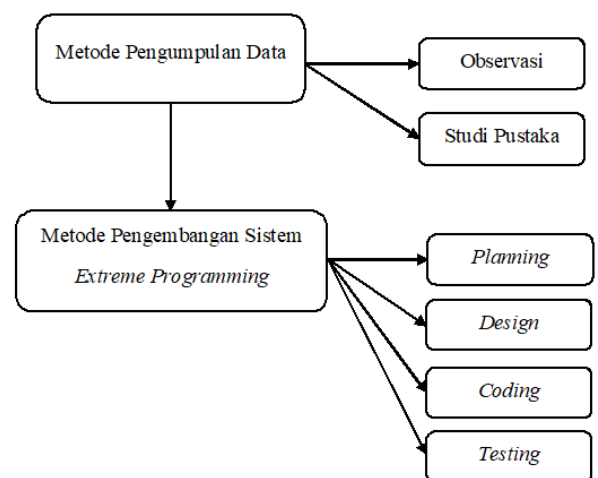 Metode Pengumpulan Data
Observasi
Studi Pustaka
Metode Pengembangan Sistem
Extreme Programming
Planning
Design
Coding
Testing